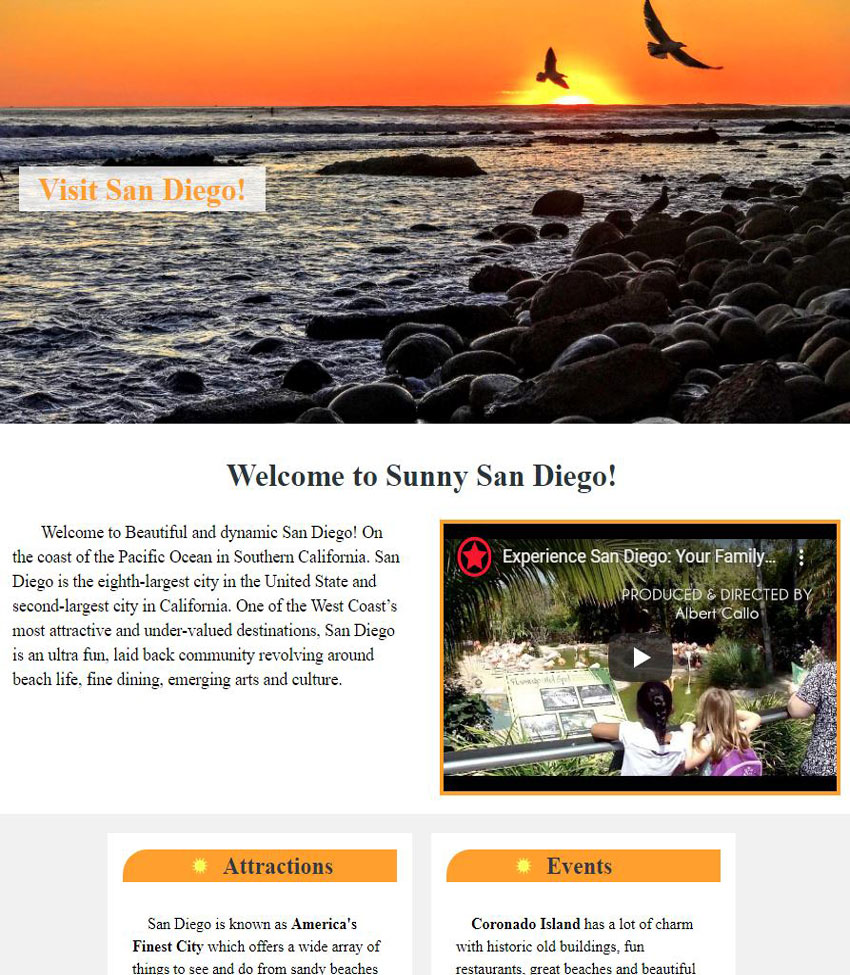 Visit San Diego!
Welcome to Sunny San Diego!
Welcome to Beautiful and dynamic San Diego! On
the coast of the Pacific Ocean in Southern California. San
Diego is the eighth-largest city in the United State and
second-largest city in California. One of the West Coast’s
most attractive and under-valued destinations, San Diego
is an ultra fun, laid back community revolving around
beach life, fine dining, emerging arts and culture.
Experience San Diego: Your Family...
PRODUCED & DIRECTED BY
Albert Callo
Attractions
San Diego is known as America's
Finest City which offers a wide array of
things to see and do from sandy beaches
Events
Coronado Island has a lot of charm
with historic old buildings, fun
restaurants, great beaches and beautiful